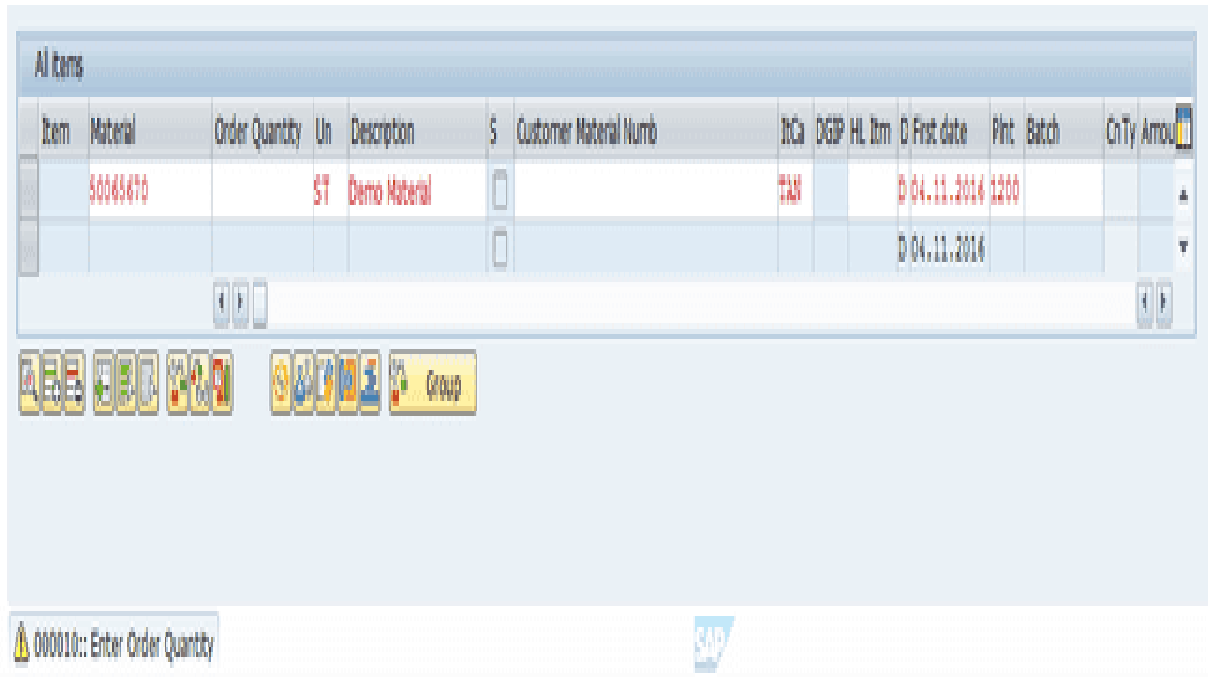 All items
Item Material Order Quantity Un Description S Customer Material Numb ItCa DGIP HL Itm D First date Plnt Batch CnTy Amou
50065670 ST Demo Material TAN D 04.11.2016 1200
D 04.11.2016
Group
000010:: Enter Order Quantity
SAP